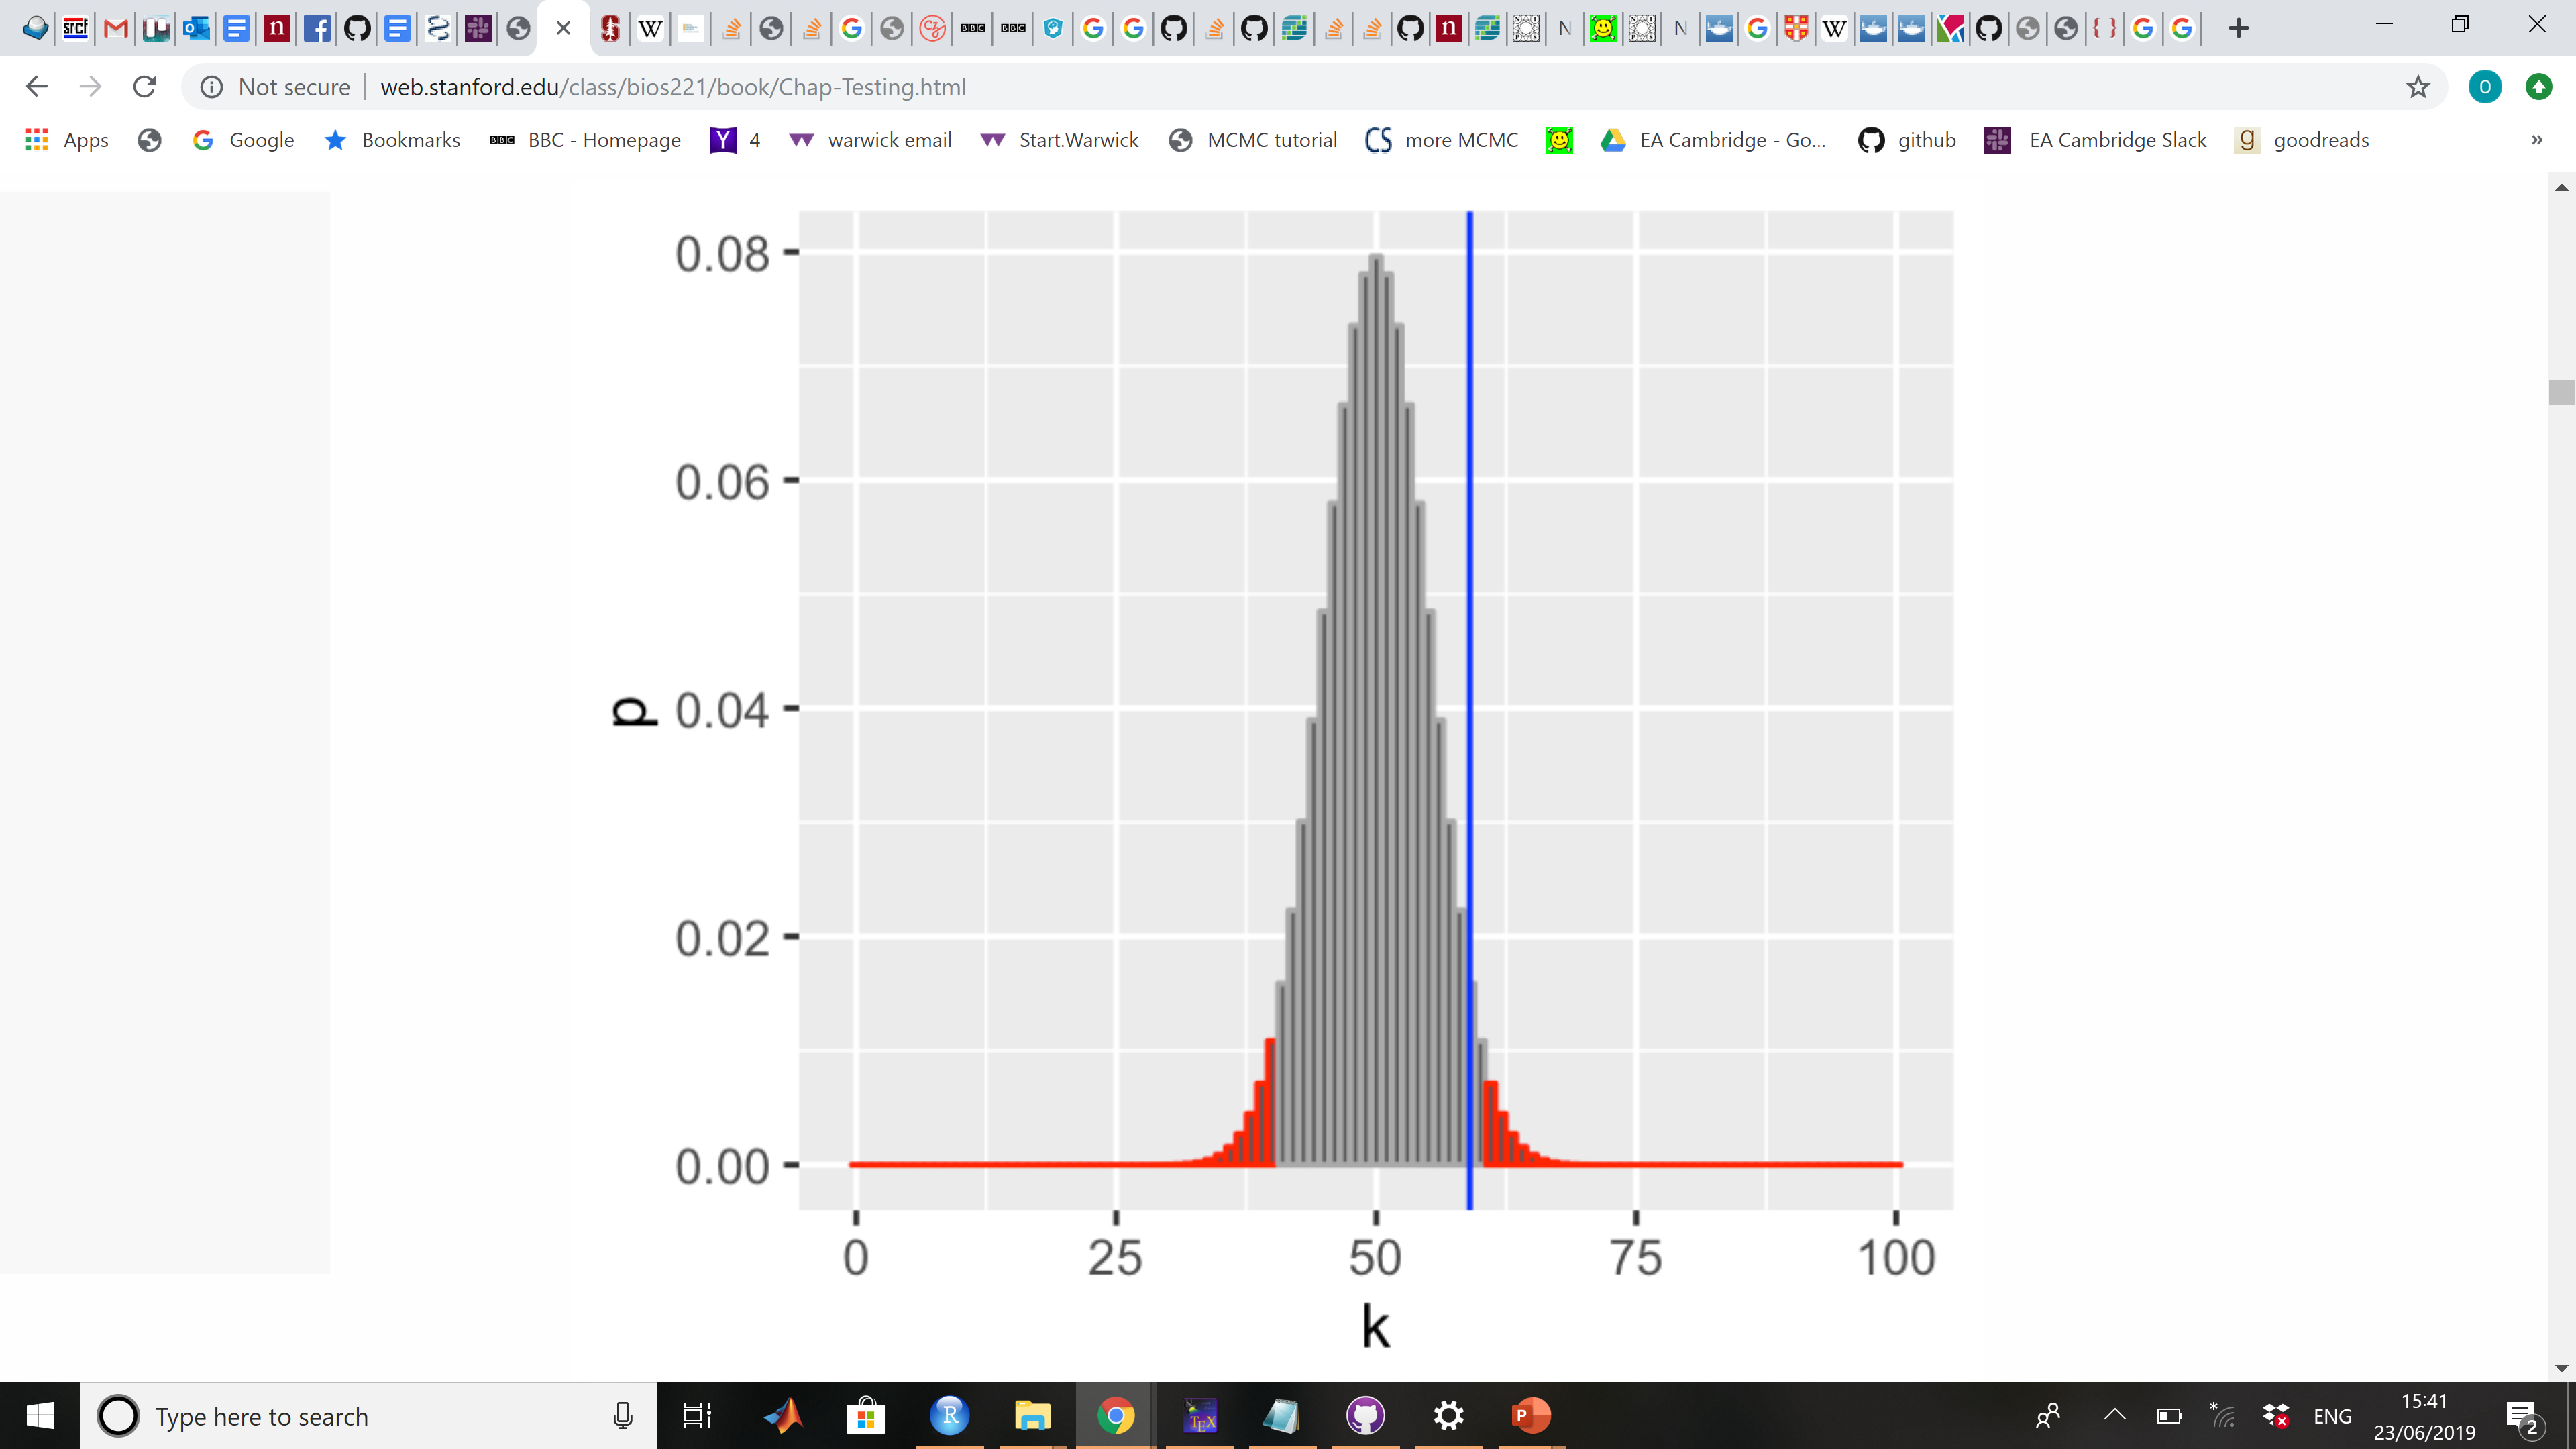 Not secure web.stanford.edu/class/bios221/book/Chap-Testing.html O
Apps Google Bookmarks BBC BBC - Homepage Y 4 warwick email Start.Warwick MCMC tutorial CS more MCMC EA Cambridge - Go... github EA Cambridge Slack g goodreads »
0.08
0.06
p 0.04
0.02
0.00
0 25 50 75 100
k
Type here to search
ENG
15:41
23/06/2019
2